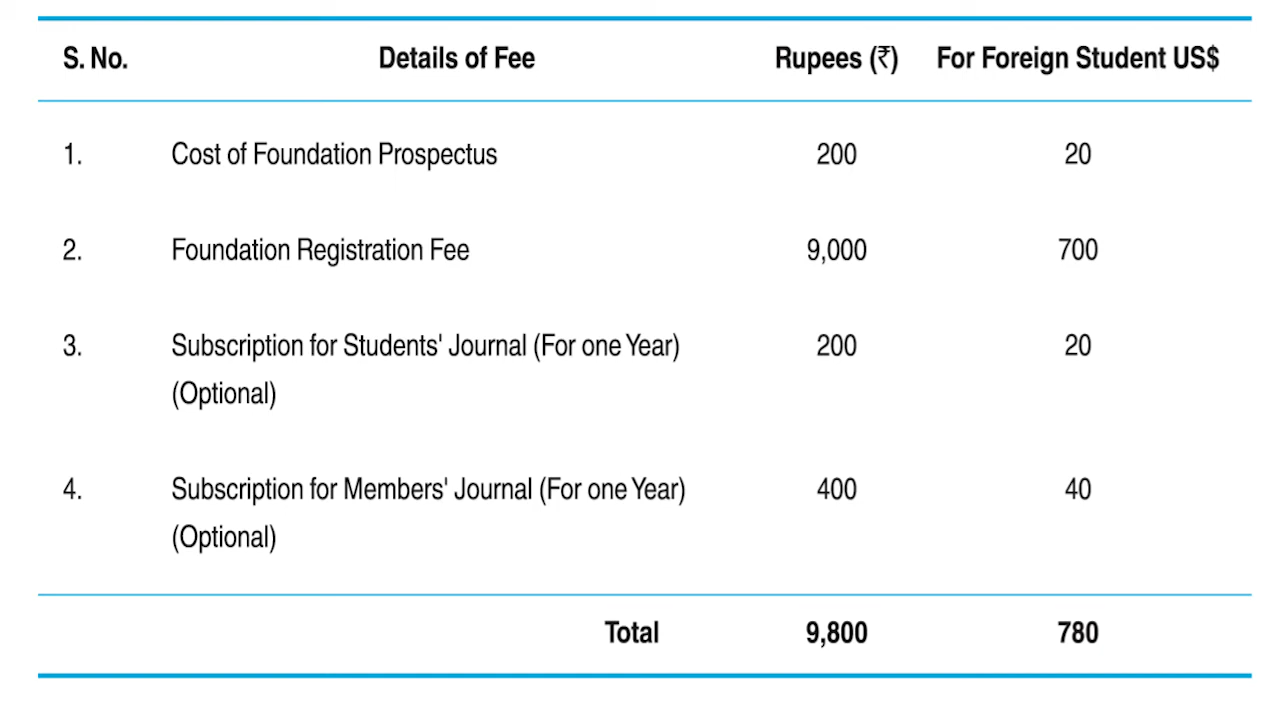 S. No. Details of Fee Rupees (₹) For Foreign Student US$
1. Cost of Foundation Prospectus 200 20
2. Foundation Registration Fee 9,000 700
3. Subscription for Students' Journal (For one Year) 200 20
(Optional)
4. Subscription for Members' Journal (For one Year) 400 40
(Optional)
Total 9,800 780